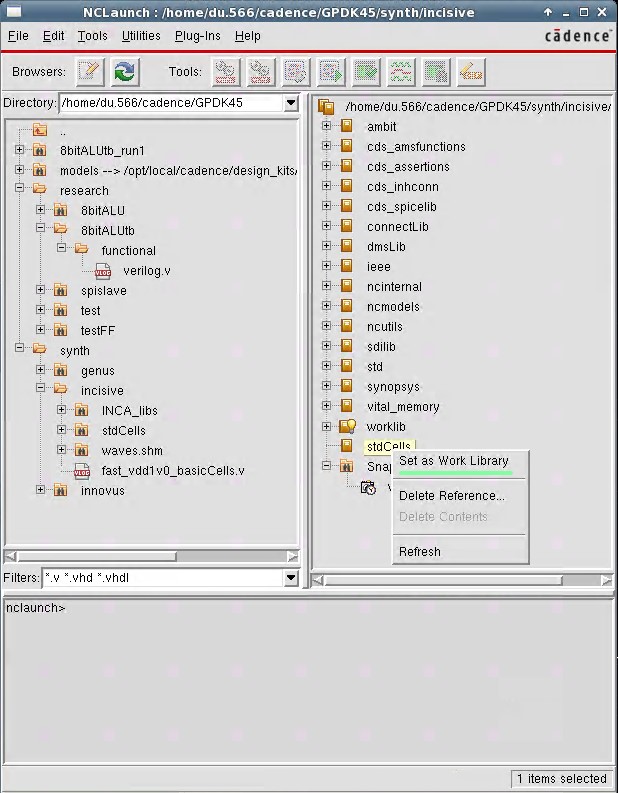 NCLaunch : /home/du.566/cadence/GPDK45/synth/incisive
File Edit Tools Utilities Plug-Ins Help cādence
Browsers: Tools:
Directory: /home/du.566/cadence/GPDK45
..
8bitALUtb_run1
models --> /opt/local/cadence/design_kits/
research
8bitALU
8bitALUtb
functional
VLOG verilog.v
spislave
test
testFF
synth
genus
incisive
INCA_libs
stdCells
waves.shm
VLOG fast_vdd1v0_basicCells.v
innovus
Filters: *.v *.vhd *.vhdl
/home/du.566/cadence/GPDK45/synth/incisive/
ambit
cds_amsfunctions
cds_assertions
cds_inhconn
cds_spicelib
connectLib
dmsLib
ieee
ncinternal
ncmodels
ncutils
sdilib
std
synopsys
vital_memory
worklib
stdCells
Snap
Set as Work Library
Delete Reference...
Delete Contents
Refresh
nclaunch>
1 items selected